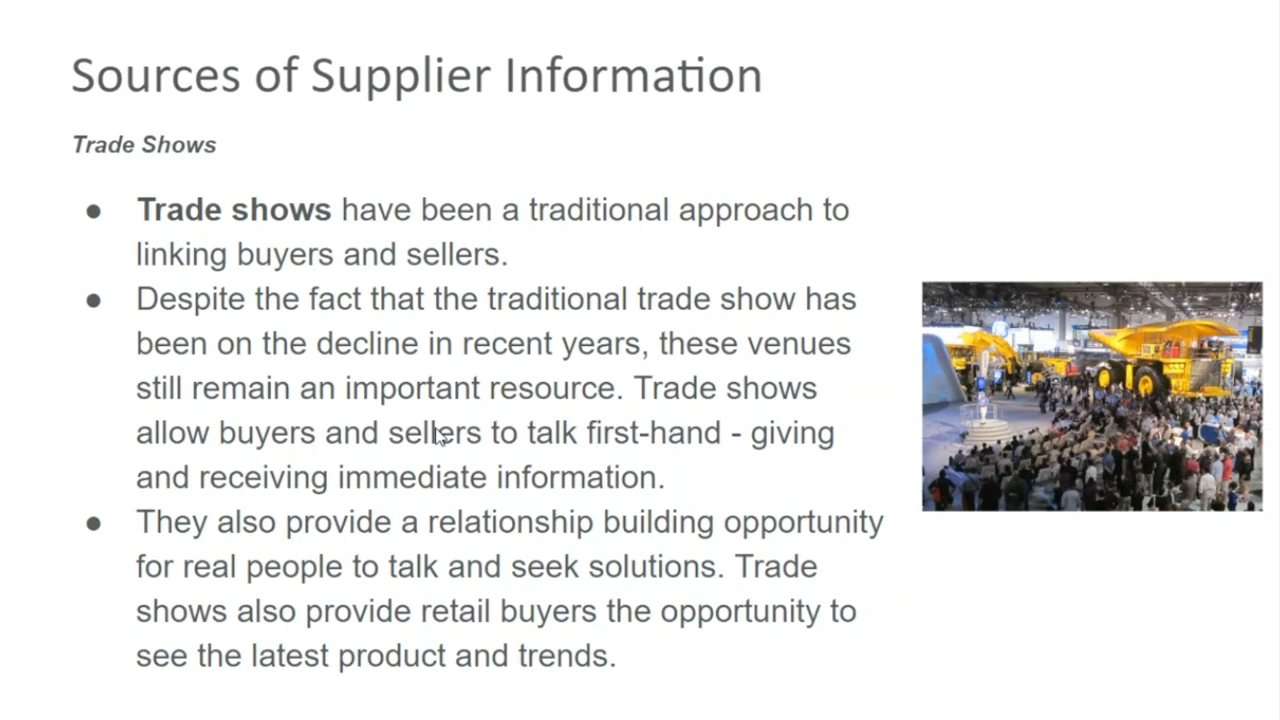 Sources of Supplier Information
Trade Shows
● Trade shows have been a traditional approach to
linking buyers and sellers.
● Despite the fact that the traditional trade show has
been on the decline in recent years, these venues
still remain an important resource. Trade shows
allow buyers and sellers to talk first-hand - giving
and receiving immediate information.
● They also provide a relationship building opportunity
for real people to talk and seek solutions. Trade
shows also provide retail buyers the opportunity to
see the latest product and trends.